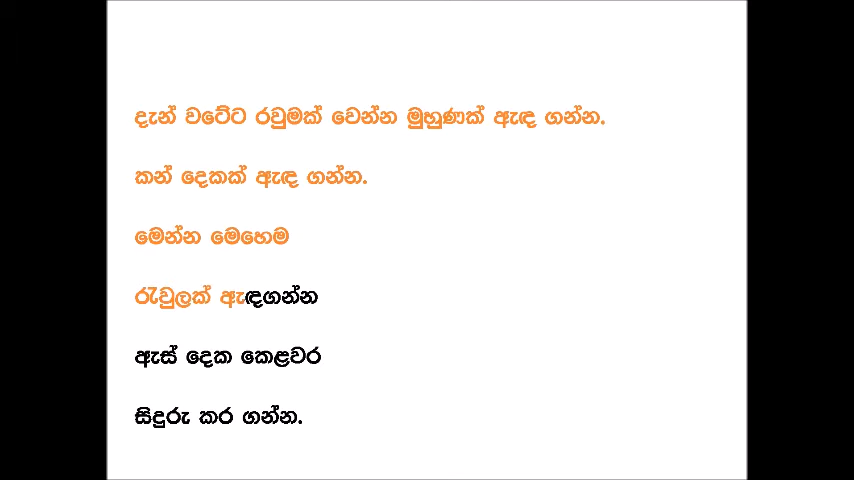 දැන් වටේට රවුමක් වෙන්න මුහුණක් ඇඳ ගන්න.
කන් දෙකක් ඇඳ ගන්න.
මෙන්න මෙහෙම
රැවුලක් ඇඳගන්න
ඇස් දෙක කෙළවර
සිදුරු කර ගන්න.